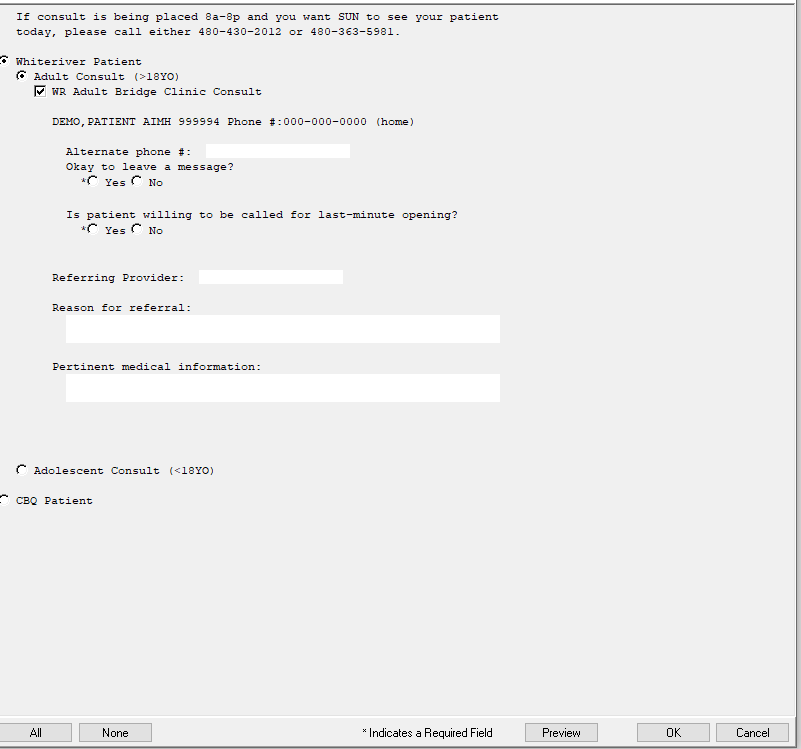 If consult is being placed 8a-8p and you want SUN to see your patient
today, please call either 480-430-2012 or 480-363-5981.
Whiteriver Patient
Adult Consult (>18YO)
WR Adult Bridge Clinic Consult
DEMO,PATIENT AIMH 999994 Phone #:000-000-0000 (home)
Alternate phone #:
Okay to leave a message?
* Yes No
Is patient willing to be called for last-minute opening?
* Yes No
Referring Provider:
Reason for referral:
Pertinent medical information:
Adolescent Consult (<18YO)
CBQ Patient
All None * Indicates a Required Field Preview OK Cancel